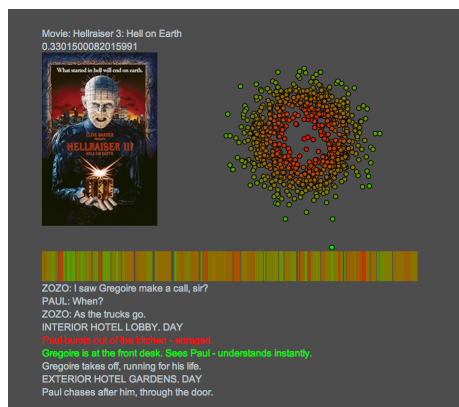 Movie: Hellraiser 3: Hell on Earth
0.3301500082015991
What started in hell will end on earth.
CLIVE BARKER
PRESENTS
HELLRAISER III
HELL ON EARTH
ZOZO: I saw Gregoire make a call, sir?
PAUL: When?
ZOZO: As the trucks go.
INTERIOR HOTEL LOBBY. DAY
Paul bursts out of the kitchen - enraged.
Gregoire is at the front desk. Sees Paul - understands instantly.
Gregoire takes off, running for his life.
EXTERIOR HOTEL GARDENS. DAY
Paul chases after him, through the door.